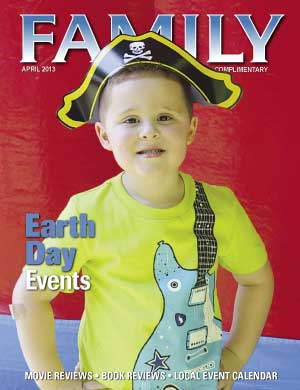 FAMILY
APRIL 2013
COMPLIMENTARY
Earth
Day
Events
MOVIE REVIEWS • BOOK REVIEWS • LOCAL EVENT CALENDAR